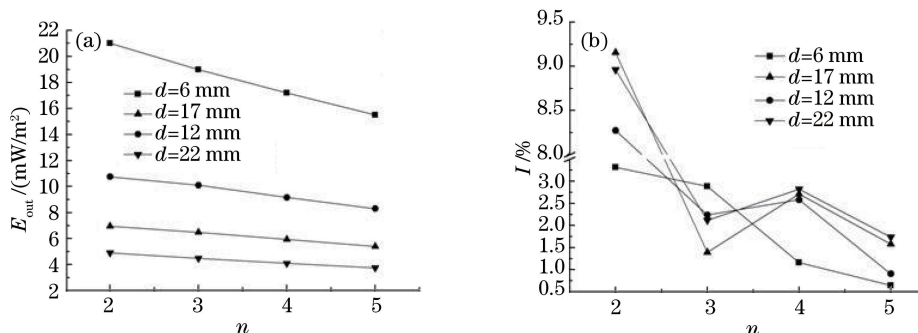 (a)
22
20
18
16
14
12
10
8
6
4
2
E_out /(mW/m²)
d=6 mm
d=17 mm
d=12 mm
d=22 mm
2 3 4 5
n
(b)
9.5
9.0
8.5
8.0
3.0
2.5
2.0
1.5
1.0
0.5
I /%
d=6 mm
d=17 mm
d=12 mm
d=22 mm
2 3 4 5
n